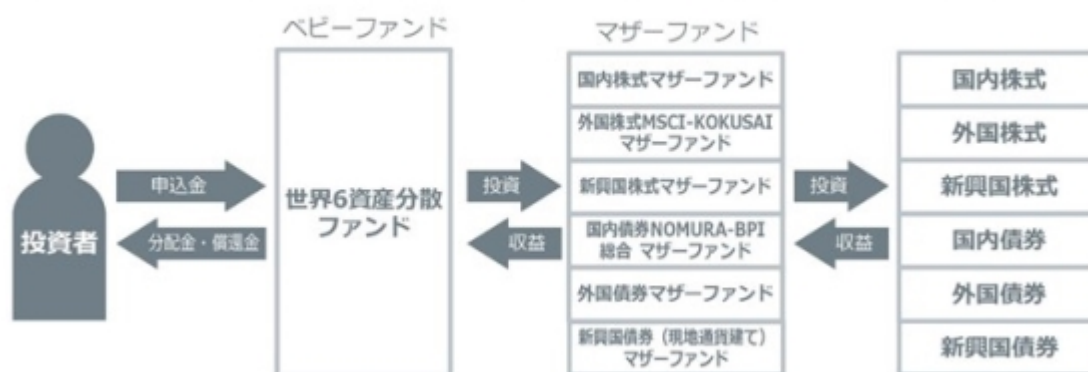 ベビーファンド
マザーファンド
投資者
申込金
分配金・償還金
世界6資産分散
ファンド
投資
収益
国内株式マザーファンド
外国株式MSCI-KOKUSAI
マザーファンド
新興国株式マザーファンド
国内債券NOMURA-BPI
総合 マザーファンド
外国債券マザーファンド
新興国債券（現地通貨建て）
マザーファンド
投資
収益
国内株式
外国株式
新興国株式
国内債券
外国債券
新興国債券